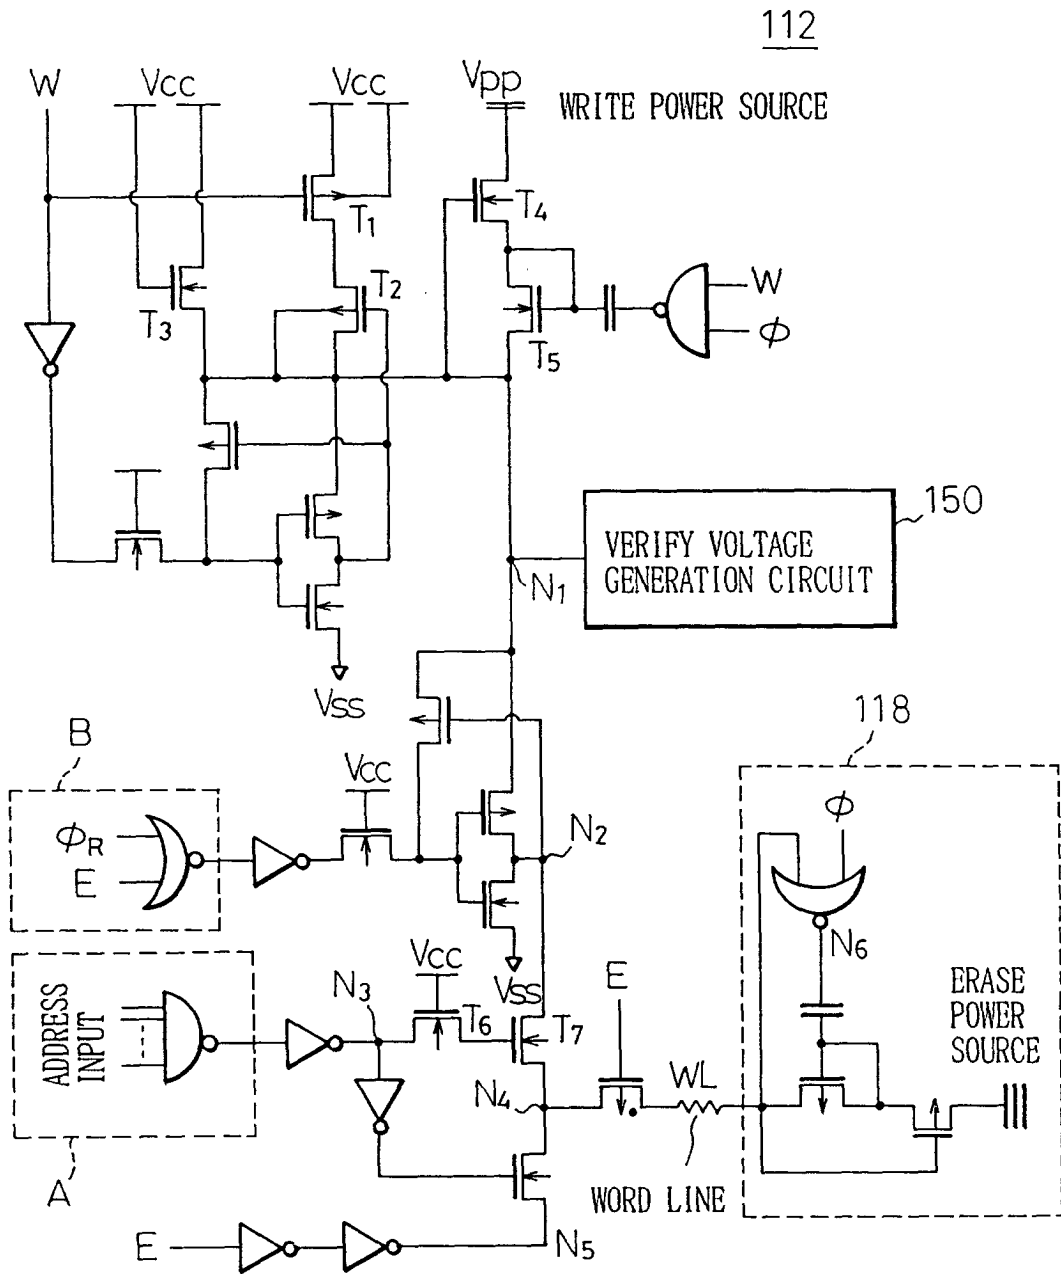 112
W
VCC
VCC
VPP
WRITE POWER SOURCE
T1
T4
T2
T3
W
ϕ
T5
150
VERIFY VOLTAGE
GENERATION CIRCUIT
N1
VSS
118
B
VCC
ϕ
ϕR
E
N2
N6
VSS
ERASE
POWER
SOURCE
ADDRESS
INPUT
N3
VCC
T6
T7
E
N4
WL
A
WORD LINE
E
N5